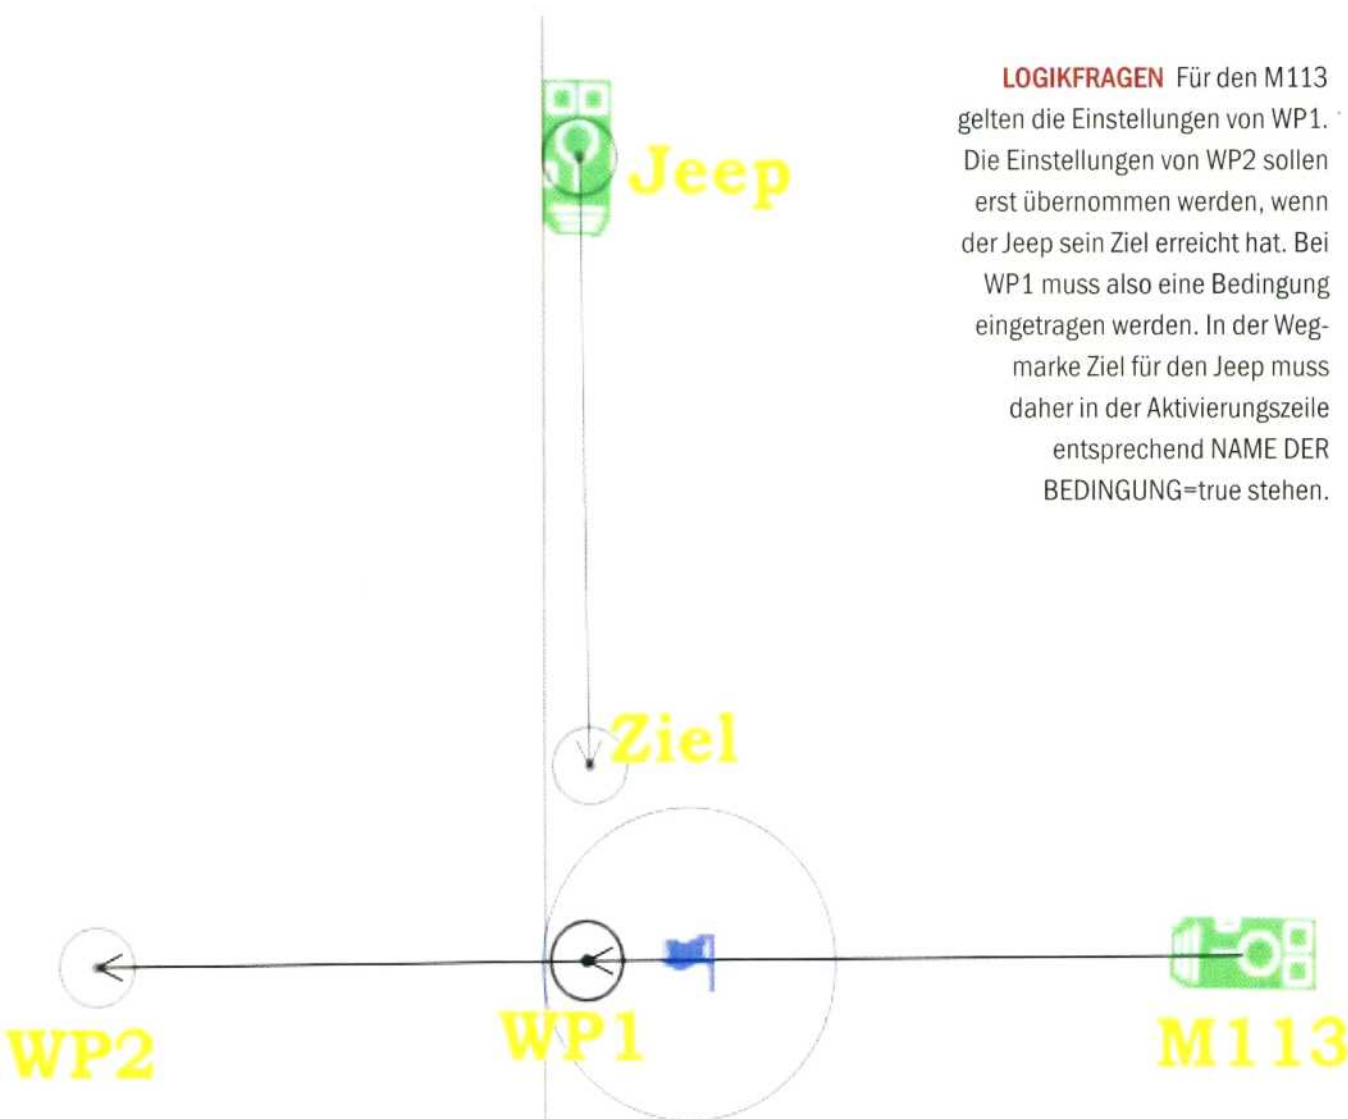 LOGIKFRAGEN Für den M113
gelten die Einstellungen von WP1.
Die Einstellungen von WP2 sollen
erst übernommen werden, wenn
der Jeep sein Ziel erreicht hat. Bei
WP1 muss also eine Bedingung
eingetragen werden. In der Weg-
marke Ziel für den Jeep muss
daher in der Aktivierungszeile
entsprechend NAME DER
BEDINGUNG=true stehen.
Jeep
Ziel
WP2
WP1
M113